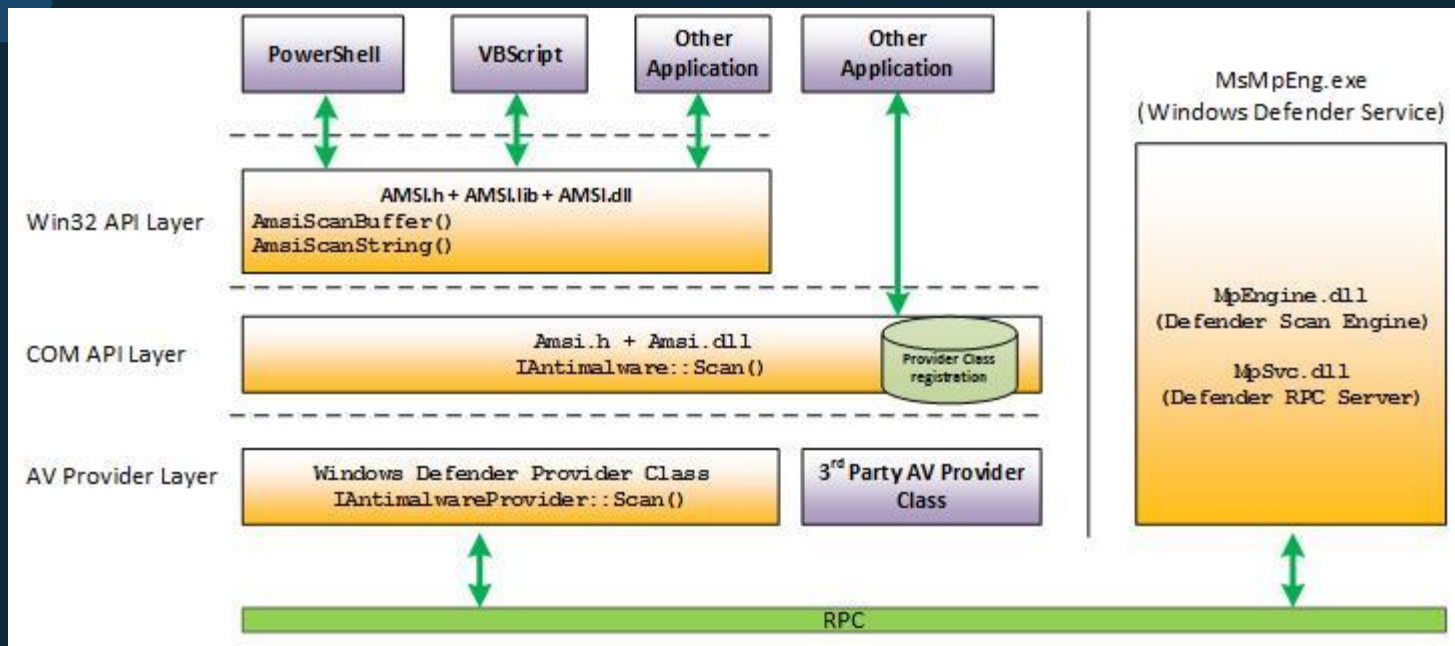 PowerShell
VBScript
Other
Application
Other
Application
MsMpEng.exe
(Windows Defender Service)
Win32 API Layer
AMSI.h + AMSI.lib + AMSI.dll
AmsiScanBuffer()
AmsiScanString()
COM API Layer
Amsi.h + Amsi.dll
IAntimalware::Scan()
Provider Class
registration
MpEngine.dll
(Defender Scan Engine)
MpSvc.dll
(Defender RPC Server)
AV Provider Layer
Windows Defender Provider Class
IAntimalwareProvider::Scan()
3rd Party AV Provider
Class
RPC